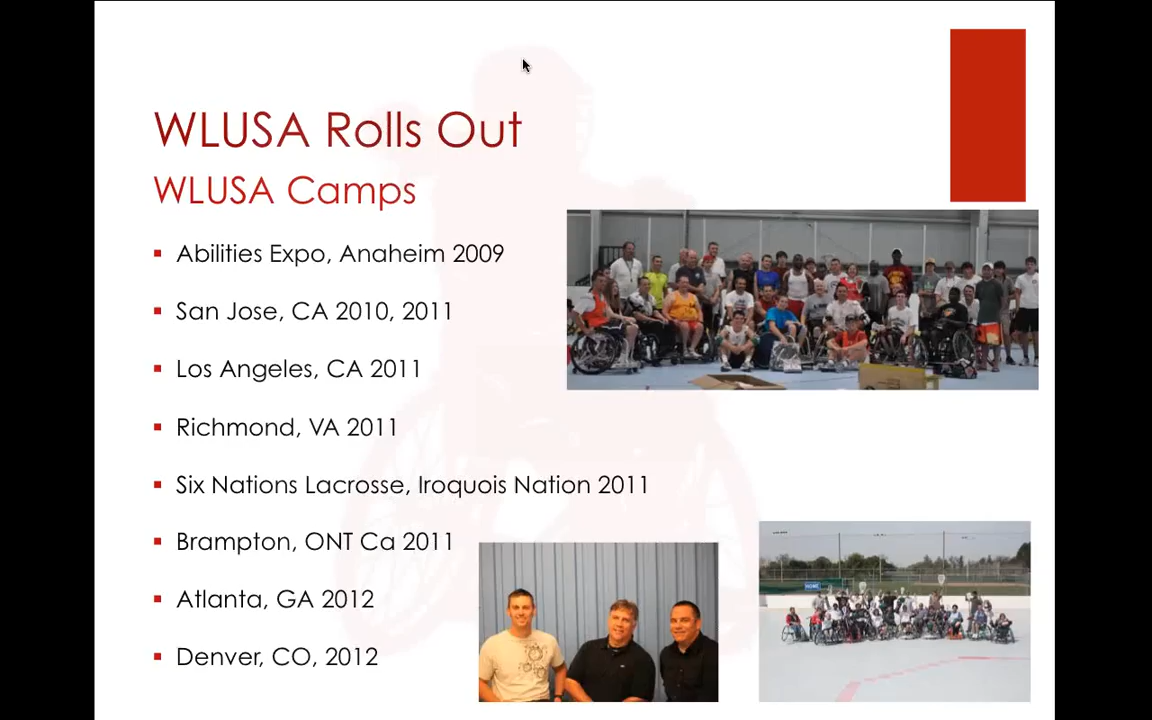 WLUSA Rolls Out
WLUSA Camps
Abilities Expo, Anaheim 2009
San Jose, CA 2010, 2011
Los Angeles, CA 2011
Richmond, VA 2011
Six Nations Lacrosse, Iroquois Nation 2011
Brampton, ONT Ca 2011
Atlanta, GA 2012
Denver, CO, 2012
HOME